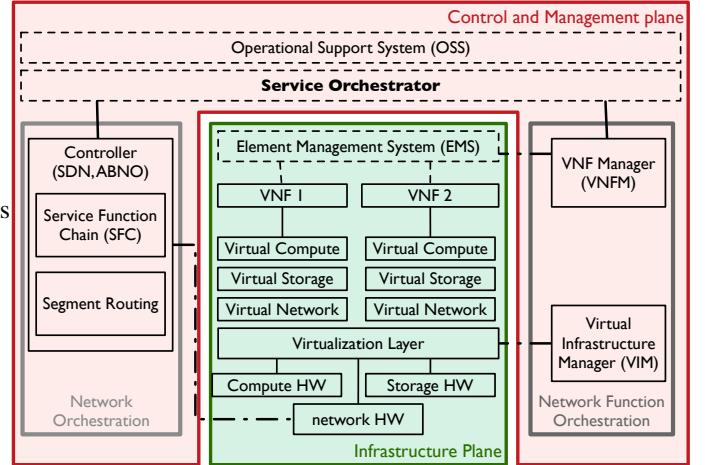 Control and Management plane
Operational Support System (OSS)
Service Orchestrator
Controller
(SDN, ABNO)
Service Function
Chain (SFC)
Segment Routing
Network
Orchestration
Element Management System (EMS)
VNF 1
VNF 2
Virtual Compute
Virtual Compute
Virtual Storage
Virtual Storage
Virtual Network
Virtual Network
Virtualization Layer
Compute HW
Storage HW
network HW
Infrastructure Plane
VNF Manager
(VNFM)
Virtual
Infrastructure
Manager (VIM)
Network Function
Orchestration
s